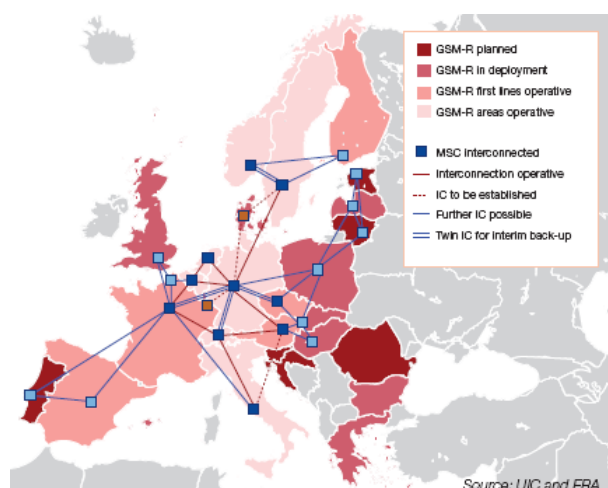 GSM-R planned
GSM-R in deployment
GSM-R first lines operative
GSM-R areas operative
MSC interconnected
Interconnection operative
IC to be established
Further IC possible
Twin IC for interim back-up
Source: UIC and ERA